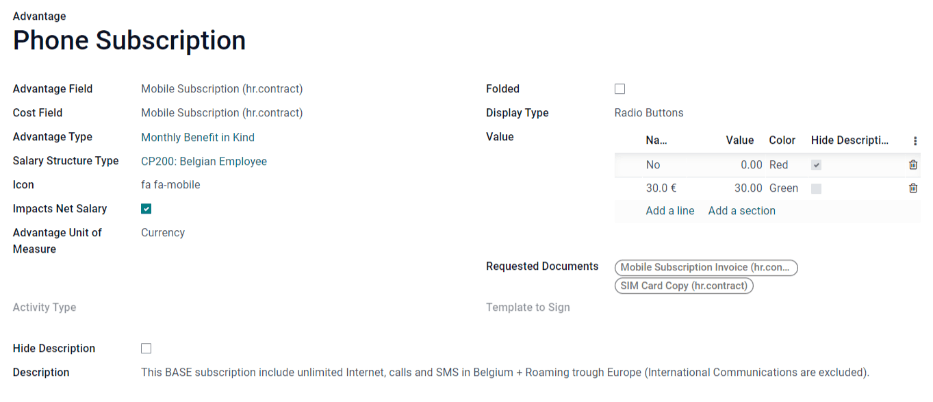 Advantage
Phone Subscription
Advantage Field Mobile Subscription (hr.contract)
Cost Field Mobile Subscription (hr.contract)
Advantage Type Monthly Benefit in Kind
Salary Structure Type CP200: Belgian Employee
Icon fa fa-mobile
Impacts Net Salary
Advantage Unit of
Measure Currency
Folded
Display Type Radio Buttons
Value Na... Value Color Hide Descripti...
No 0.00 Red
30.0 € 30.00 Green
Add a line Add a section
Requested Documents Mobile Subscription Invoice (hr.con...
SIM Card Copy (hr.contract)
Activity Type
Template to Sign
Hide Description
Description This BASE subscription include unlimited Internet, calls and SMS in Belgium + Roaming trough Europe (International Communications are excluded).